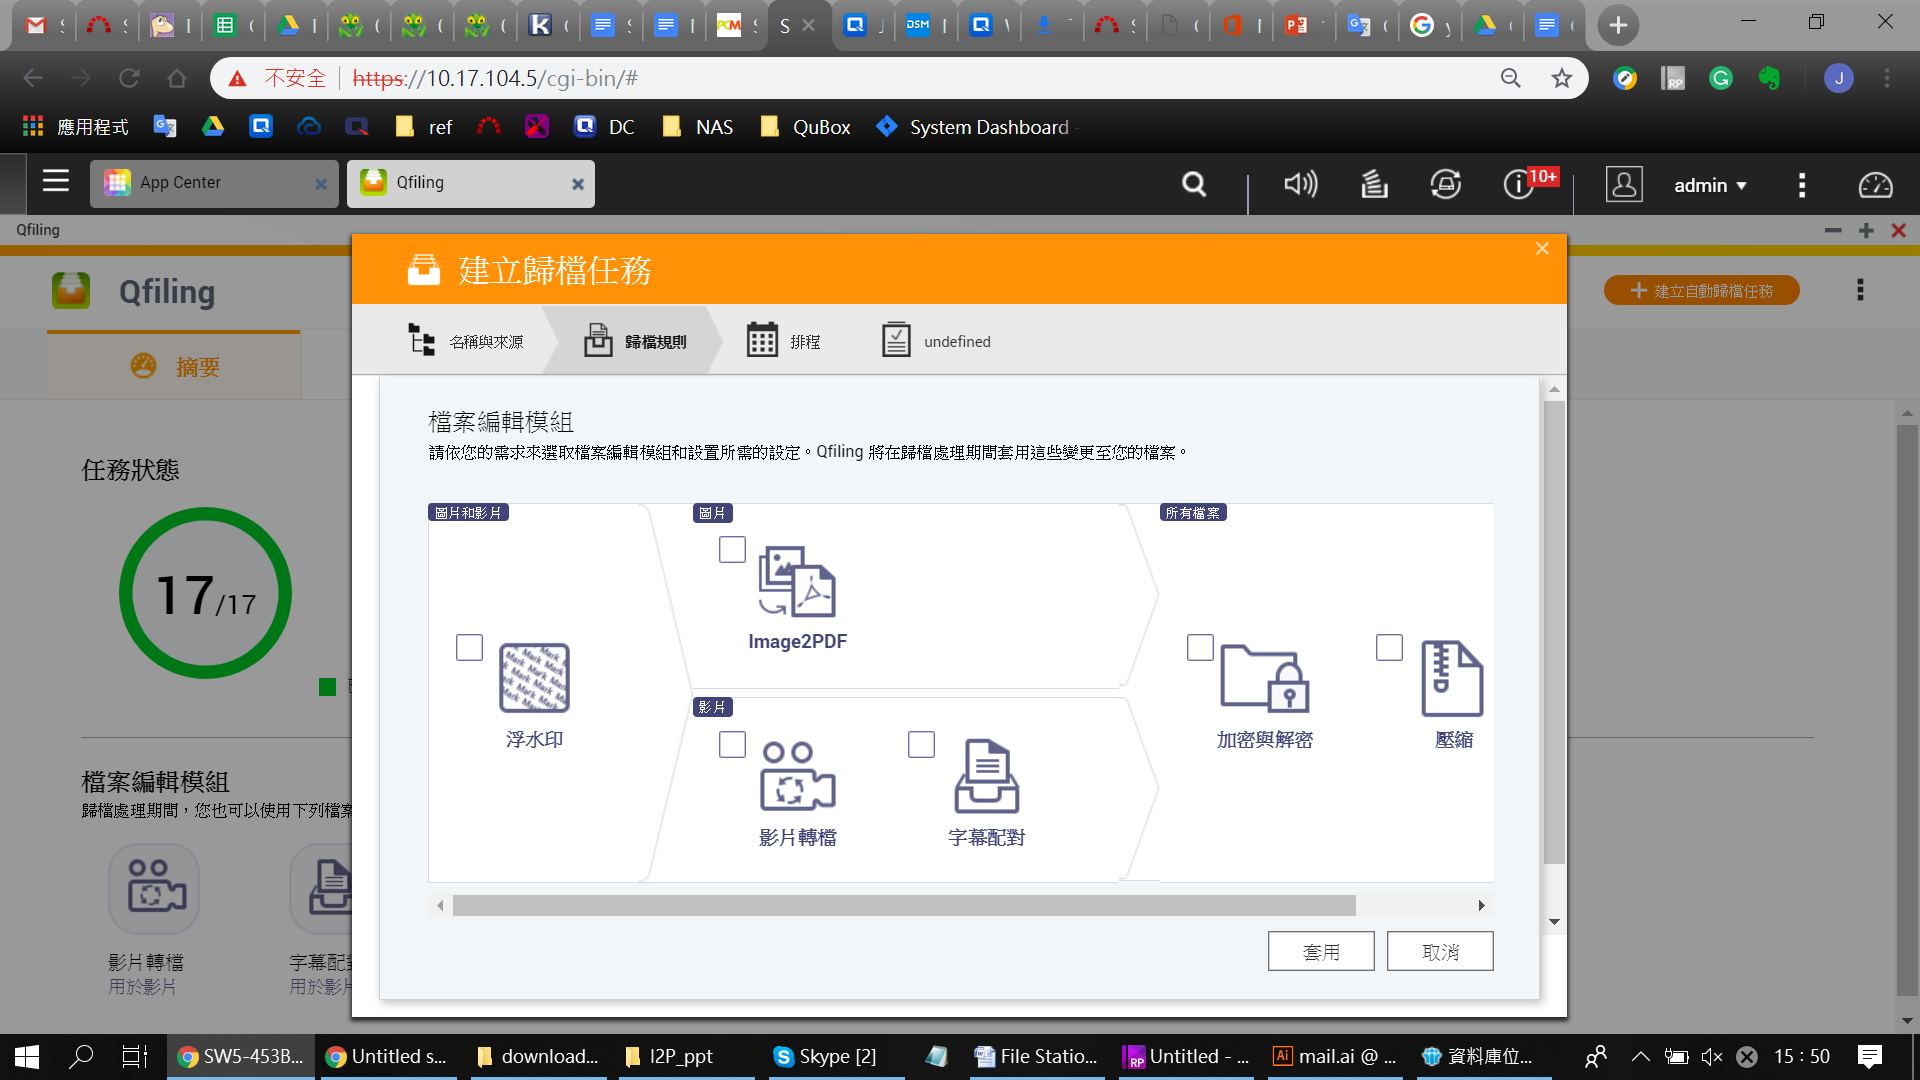 不安全 https://10.17.104.5/cgi-bin/#
應用程式 ref DC NAS QuBox System Dashboard
App Center Qfiling 10+ admin
Qfiling
Qfiling
建立歸檔任務
建立自動歸檔任務
名稱與來源 歸檔規則 排程 undefined
摘要
檔案編輯模組
請依您的需求來選取檔案編輯模組和設置所需的設定。Qfiling 將在歸檔處理期間套用這些變更至您的檔案。
任務狀態
17/17
圖片和影片
浮水印
圖片
Image2PDF
影片
影片轉檔
字幕配對
所有檔案
加密與解密
壓縮
檔案編輯模組
歸檔處理期間，您也可以使用下列檔案
影片轉檔
用於影片
字幕配
用於影
套用 取消
SW5-453B... Untitled s... download... I2P_ppt Skype [2] File Statio... Untitled - ... mail.ai @ ... 資料庫位... 15:50